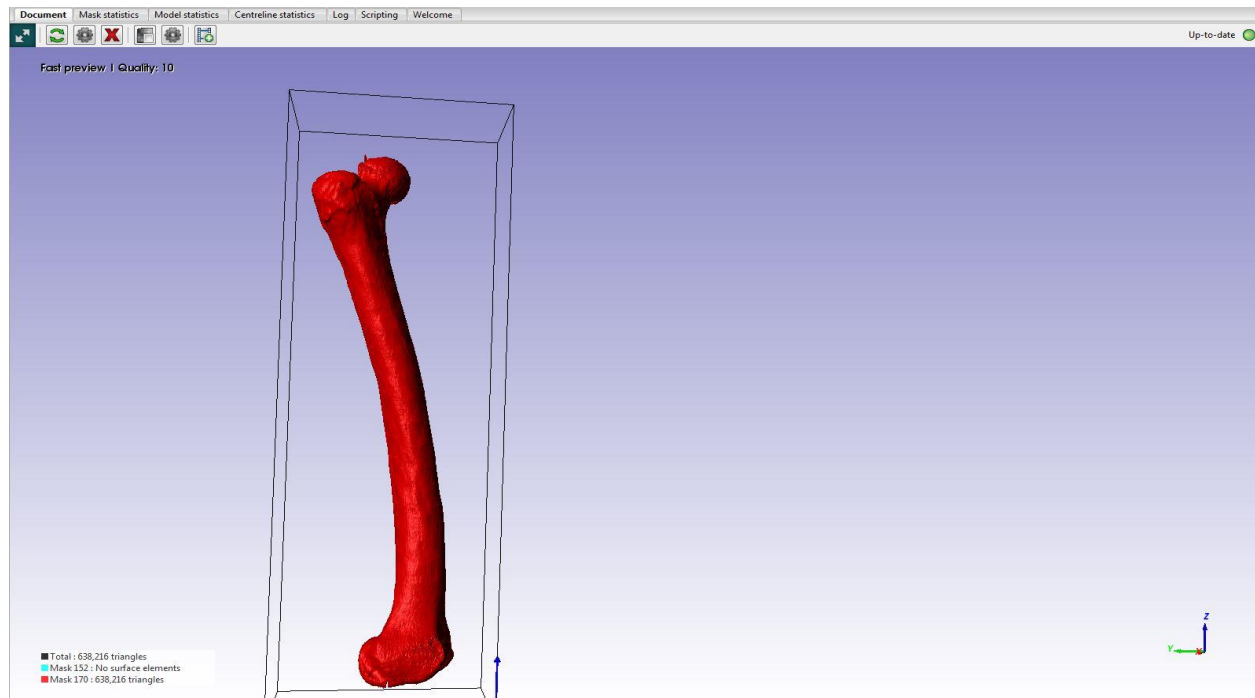 Document Mask statistics Model statistics Centreline statistics Log Scripting Welcome
Up-to-date
Fast preview | Quality: 10
Total : 638,216 triangles
Mask 152 : No surface elements
Mask 170 : 638,216 triangles
Z
Y
X